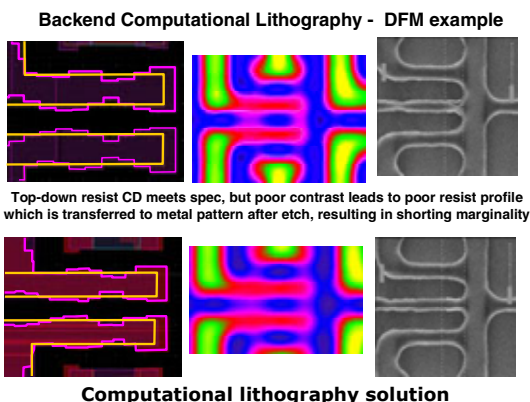 Backend Computational Lithography - DFM example
Top-down resist CD meets spec, but poor contrast leads to poor resist profile
which is transferred to metal pattern after etch, resulting in shorting marginality
Computational lithography solution